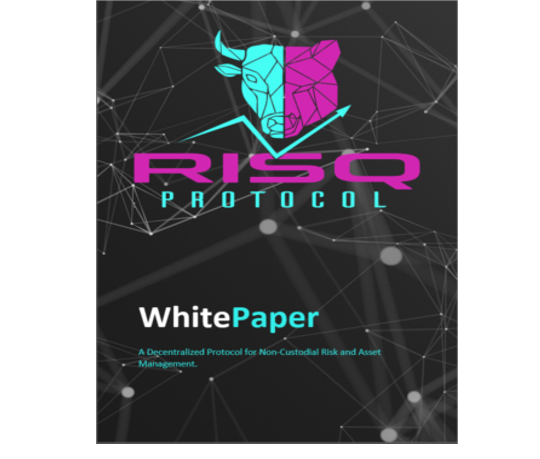 RISQ
PROTOCOL
WhitePaper
A Decentralized Protocol for Non-Custodial Risk and Asset
Management.